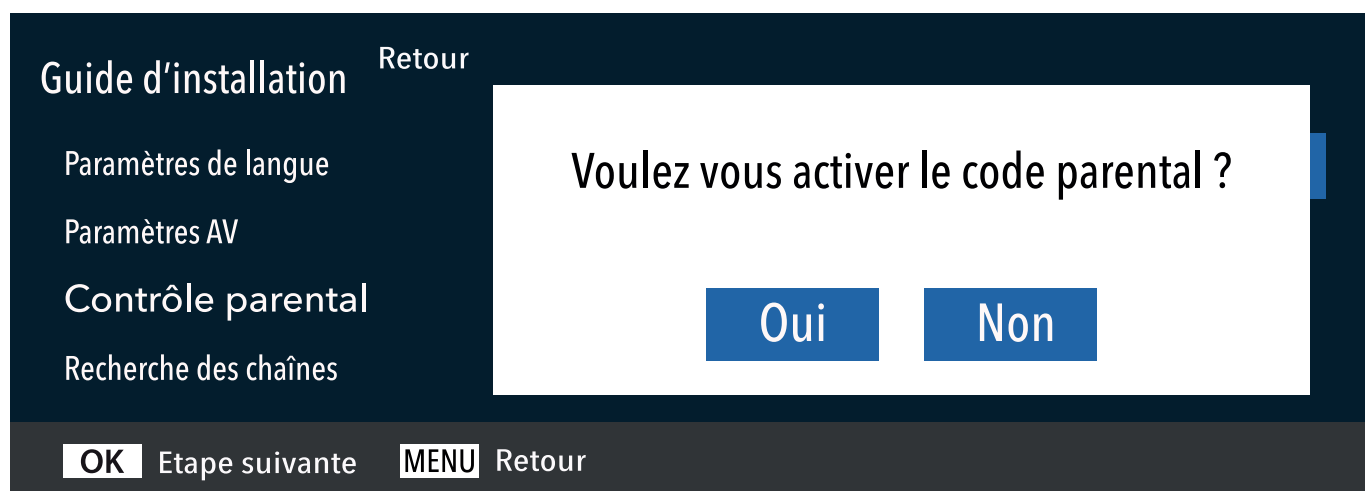 Guide d'installation
Retour
Paramètres de langue
Paramètres AV
Contrôle parental
Recherche des chaînes
Voulez vous activer le code parental ?
Oui Non
OK Etape suivante MENU Retour